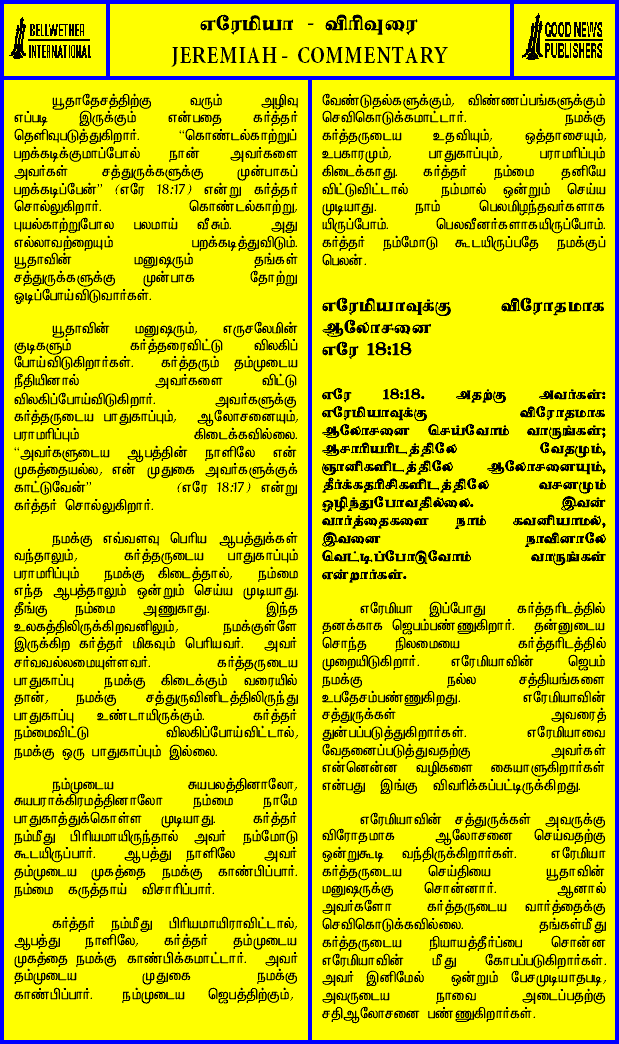 BELLWETHER
INTERNATIONAL
எரேமியா - விரிவுரை
JEREMIAH - COMMENTARY
GOOD NEWS
PUBLISHERS
யூதாதேசத்திற்கு வரும் அழிவு
எப்படி இருக்கும் என்பதை கர்த்தர்
தெளிவுபடுத்துகிறார். “கொண்டல்காற்றுப்
பறக்கடிக்குமாப்போல் நான் அவர்களை
அவர்கள் சத்துருக்களுக்கு முன்பாகப்
பறக்கடிப்பேன்” (எரே 18:17) என்று கர்த்தர்
சொல்லுகிறார். கொண்டல்காற்று,
புயல்காற்றுபோல பலமாய் வீசும். அது
எல்லாவற்றையும் பறக்கடித்துவிடும்.
யூதாவின் மனுஷரும் தங்கள்
சத்துருக்களுக்கு முன்பாக தோற்று
ஓடிப்போய்விடுவார்கள்.
யூதாவின் மனுஷரும், எருசலேமின்
குடிகளும் கர்த்தரைவிட்டு விலகிப்
போய்விடுகிறார்கள். கர்த்தரும் தம்முடைய
நீதியினால் அவர்களை விட்டு
விலகிப்போய்விடுகிறார். அவர்களுக்கு
கர்த்தருடைய பாதுகாப்பும், ஆலோசனையும்,
பராமரிப்பும் கிடைக்கவில்லை.
“அவர்களுடைய ஆபத்தின் நாளிலே என்
முகத்தையல்ல, என் முதுகை அவர்களுக்குக்
காட்டுவேன்” (எரே 18:17) என்று
கர்த்தர் சொல்லுகிறார்.
நமக்கு எவ்வளவு பெரிய ஆபத்துக்கள்
வந்தாலும், கர்த்தருடைய பாதுகாப்பும்
பராமரிப்பும் நமக்கு கிடைத்தால், நம்மை
எந்த ஆபத்தாலும் ஒன்றும் செய்ய முடியாது.
தீங்கு நம்மை அணுகாது. இந்த
உலகத்திலிருக்கிறவனிலும், நமக்குள்ளே
இருக்கிற கர்த்தர் மிகவும் பெரியவர். அவர்
சர்வவல்லமையுள்ளவர். கர்த்தருடைய
பாதுகாப்பு நமக்கு கிடைக்கும் வரையில்
தான், நமக்கு சத்துருவினிடத்திலிருந்து
பாதுகாப்பு உண்டாயிருக்கும். கர்த்தர்
நம்மைவிட்டு விலகிப்போய்விட்டால்,
நமக்கு ஒரு பாதுகாப்பும் இல்லை.
நம்முடைய சுயபலத்தினாலோ,
சுயபராக்கிரமத்தினாலோ நம்மை நாமே
பாதுகாத்துக்கொள்ள முடியாது. கர்த்தர்
நம்மீது பிரியமாயிருந்தால் அவர் நம்மோடு
கூடயிருப்பார். ஆபத்து நாளிலே அவர்
தம்முடைய முகத்தை நமக்கு காண்பிப்பார்.
நம்மை கருத்தாய் விசாரிப்பார்.
கர்த்தர் நம்மீது பிரியமாயிராவிட்டால்,
ஆபத்து நாளிலே, கர்த்தர் தம்முடைய
முகத்தை நமக்கு காண்பிக்கமாட்டார். அவர்
தம்முடைய முதுகை நமக்கு
காண்பிப்பார். நம்முடைய ஜெபத்திற்கும்,
வேண்டுதல்களுக்கும், விண்ணப்பங்களுக்கும்
செவிகொடுக்கமாட்டார். நமக்கு
கர்த்தருடைய உதவியும், ஒத்தாசையும்,
உபகாரமும், பாதுகாப்பும், பராமரிப்பும்
கிடைக்காது. கர்த்தர் நம்மை தனியே
விட்டுவிட்டால் நம்மால் ஒன்றும் செய்ய
முடியாது. நாம் பெலமிழந்தவர்களாக
யிருப்போம். பெலவீனர்களாகயிருப்போம்.
கர்த்தர் நம்மோடு கூடயிருப்பதே நமக்குப்
பெலன்.
எரேமியாவுக்கு விரோதமாக
ஆலோசனை
எரே 18:18
எரே 18:18. அதற்கு அவர்கள்:
எரேமியாவுக்கு விரோதமாக
ஆலோசனை செய்வோம் வாருங்கள்;
ஆசாரியரிடத்திலே வேதமும்,
ஞானிகளிடத்திலே ஆலோசனையும்,
தீர்க்கதரிசிகளிடத்திலே வசனமும்
ஒழிந்துபோவதில்லை. இவன்
வார்த்தைகளை நாம் கவனியாமல்,
இவனை நாவினாலே
வெட்டிப்போடுவோம் வாருங்கள்
என்றார்கள்.
எரேமியா இப்போது கர்த்தரிடத்தில்
தனக்காக ஜெபம்பண்ணுகிறார். தன்னுடைய
சொந்த நிலமையை கர்த்தரிடத்தில்
முறையிடுகிறார். எரேமியாவின் ஜெபம்
நமக்கு நல்ல சத்தியங்களை
உபதேசம்பண்ணுகிறது. எரேமியாவின்
சத்துருக்கள் அவரைத்
துன்பப்படுத்துகிறார்கள். எரேமியாவை
வேதனைப்படுத்துவதற்கு அவர்கள்
என்னென்ன வழிகளை கையாளுகிறார்கள்
என்பது இங்கு விவரிக்கப்பட்டிருக்கிறது.
எரேமியாவின் சத்துருக்கள் அவருக்கு
விரோதமாக ஆலோசனை செய்வதற்கு
ஒன்றுகூடி வந்திருக்கிறார்கள். எரேமியா
கர்த்தருடைய செய்தியை யூதாவின்
மனுஷருக்கு சொன்னார். ஆனால்
அவர்களோ கர்த்தருடைய வார்த்தைக்கு
செவிகொடுக்கவில்லை. தங்கள்மீது
கர்த்தருடைய நியாயத்தீர்ப்பை சொன்ன
எரேமியாவின் மீது கோபப்படுகிறார்கள்.
அவர் இனிமேல் ஒன்றும் பேசமுடியாதபடி,
அவருடைய நாவை அடைப்பதற்கு
சதிஆலோசனை பண்ணுகிறார்கள்.